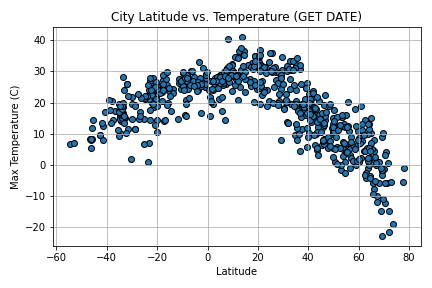 City Latitude vs. Temperature (GET DATE)
Max Temperature (C)
40
30
20
10
0
−10
−20
−60 −40 −20 0 20 40 60 80
Latitude